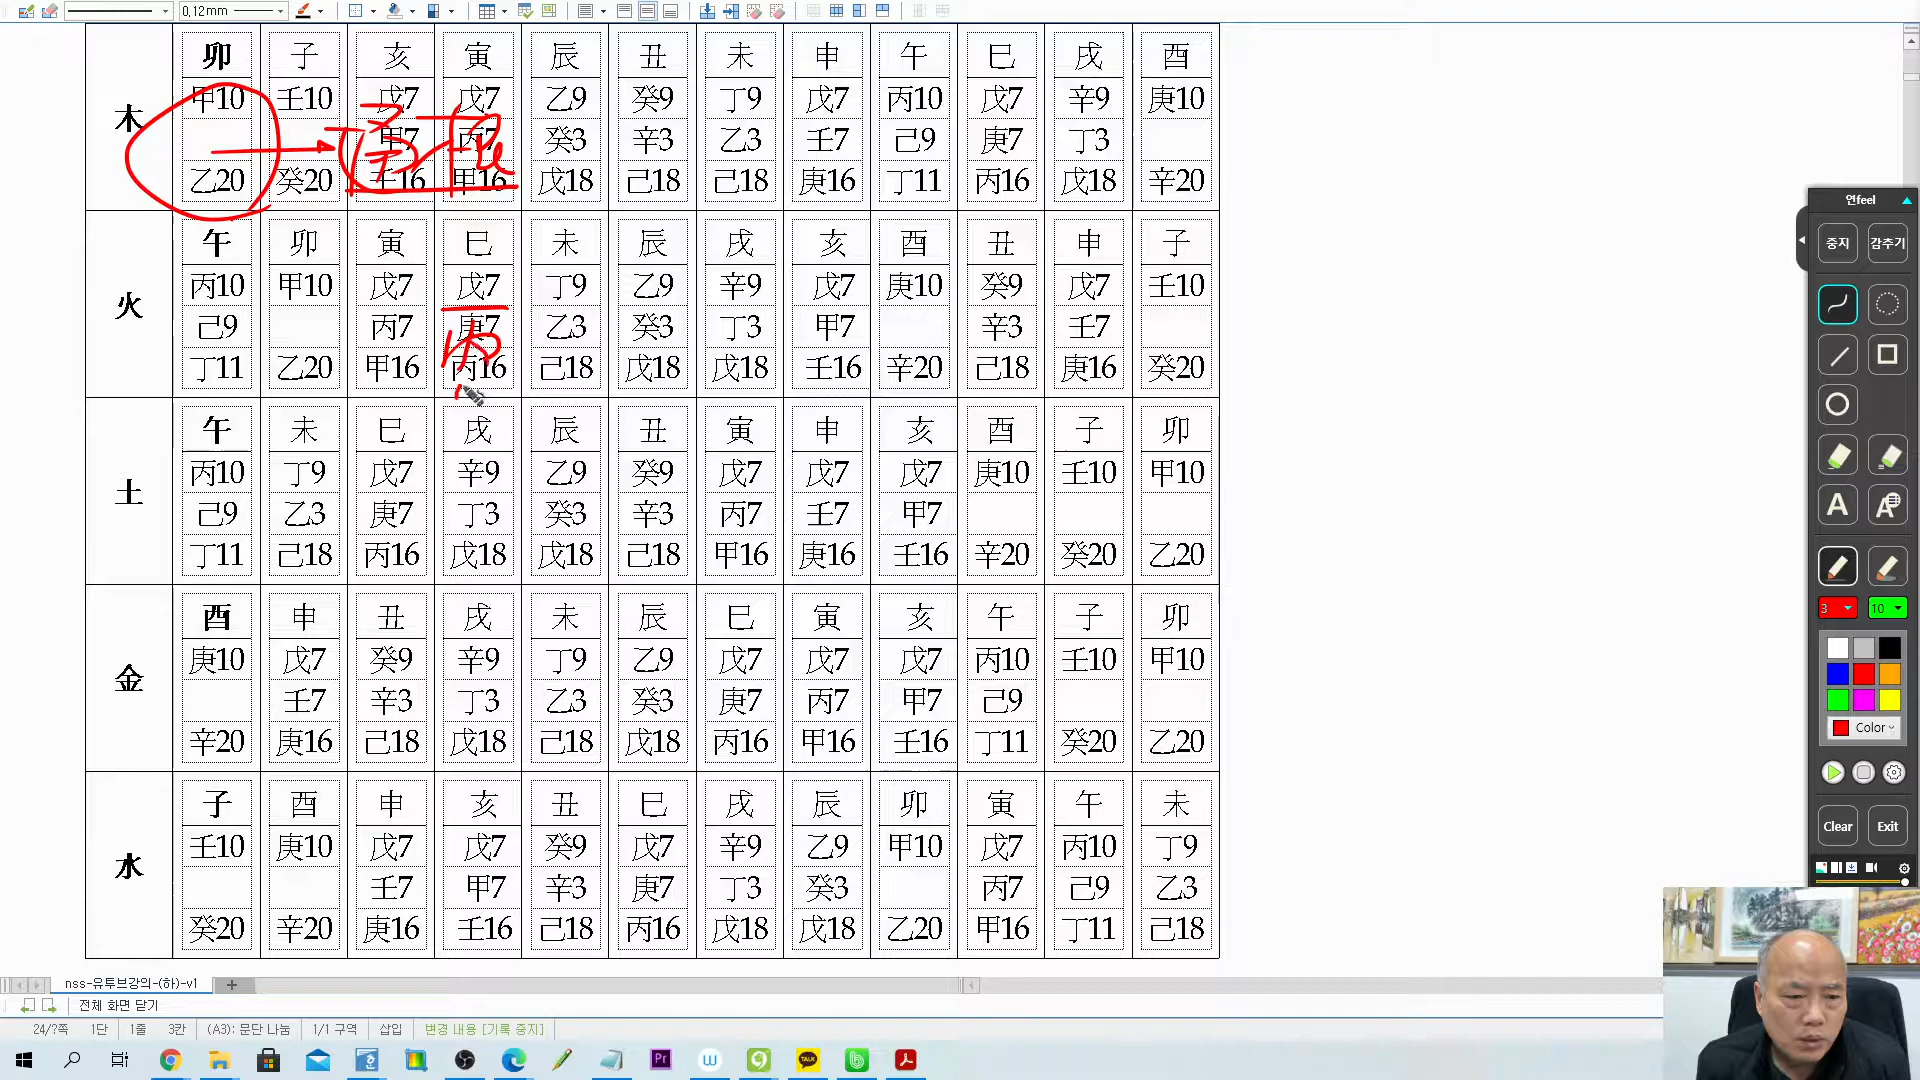 0,12mm
木 卯 子 亥 寅 辰 丑 未 申 午 巳 戌 酉
甲10 壬10 戊7 戊7 乙9 癸9 丁9 戊7 丙10 戊7 辛9 庚10
甲7 丙7 癸3 辛3 乙3 壬7 己9 庚7 丁3
乙20 癸20 壬16 甲16 戊18 己18 己18 庚16 丁11 丙16 戊18 辛20
通根
火 午 卯 寅 巳 未 辰 戌 亥 酉 丑 申 子
丙10 甲10 戊7 戊7 丁9 乙9 辛9 戊7 庚10 癸9 戊7 壬10
己9 丙7 庚7 乙3 癸3 丁3 甲7 辛3 壬7
丁11 乙20 甲16 丙16 己18 戊18 戊18 壬16 辛20 己18 庚16 癸20
丙
土 午 未 巳 戌 辰 丑 寅 申 亥 酉 子 卯
丙10 丁9 戊7 辛9 乙9 癸9 戊7 戊7 戊7 庚10 壬10 甲10
己9 乙3 庚7 丁3 癸3 辛3 丙7 壬7 甲7
丁11 己18 丙16 戊18 戊18 己18 甲16 庚16 壬16 辛20 癸20 乙20
金 酉 申 丑 戌 未 辰 巳 寅 亥 午 子 卯
庚10 戊7 癸9 辛9 丁9 乙9 戊7 戊7 戊7 丙10 壬10 甲10
壬7 辛3 丁3 乙3 癸3 庚7 丙7 甲7 己9
辛20 庚16 己18 戊18 己18 戊18 丙16 甲16 壬16 丁11 癸20 乙20
水 子 酉 申 亥 丑 巳 戌 辰 卯 寅 午 未
壬10 庚10 戊7 戊7 癸9 戊7 辛9 乙9 甲10 戊7 丙10 丁9
壬7 甲7 辛3 庚7 丁3 癸3 丙7 己9 乙3
癸20 辛20 庚16 壬16 己18 丙16 戊18 戊18 乙20 甲16 丁11 己18
연feel
중지 감추기
A A
3 10
Color
Clear Exit
nss-유투브강의-(하)-v1
전체 화면 닫기
24/?쪽 1단 1줄 3칸 (A3): 문단 나눔 1/1 구역 삽입 변경 내용 [기록 중지]
Pr W TALK